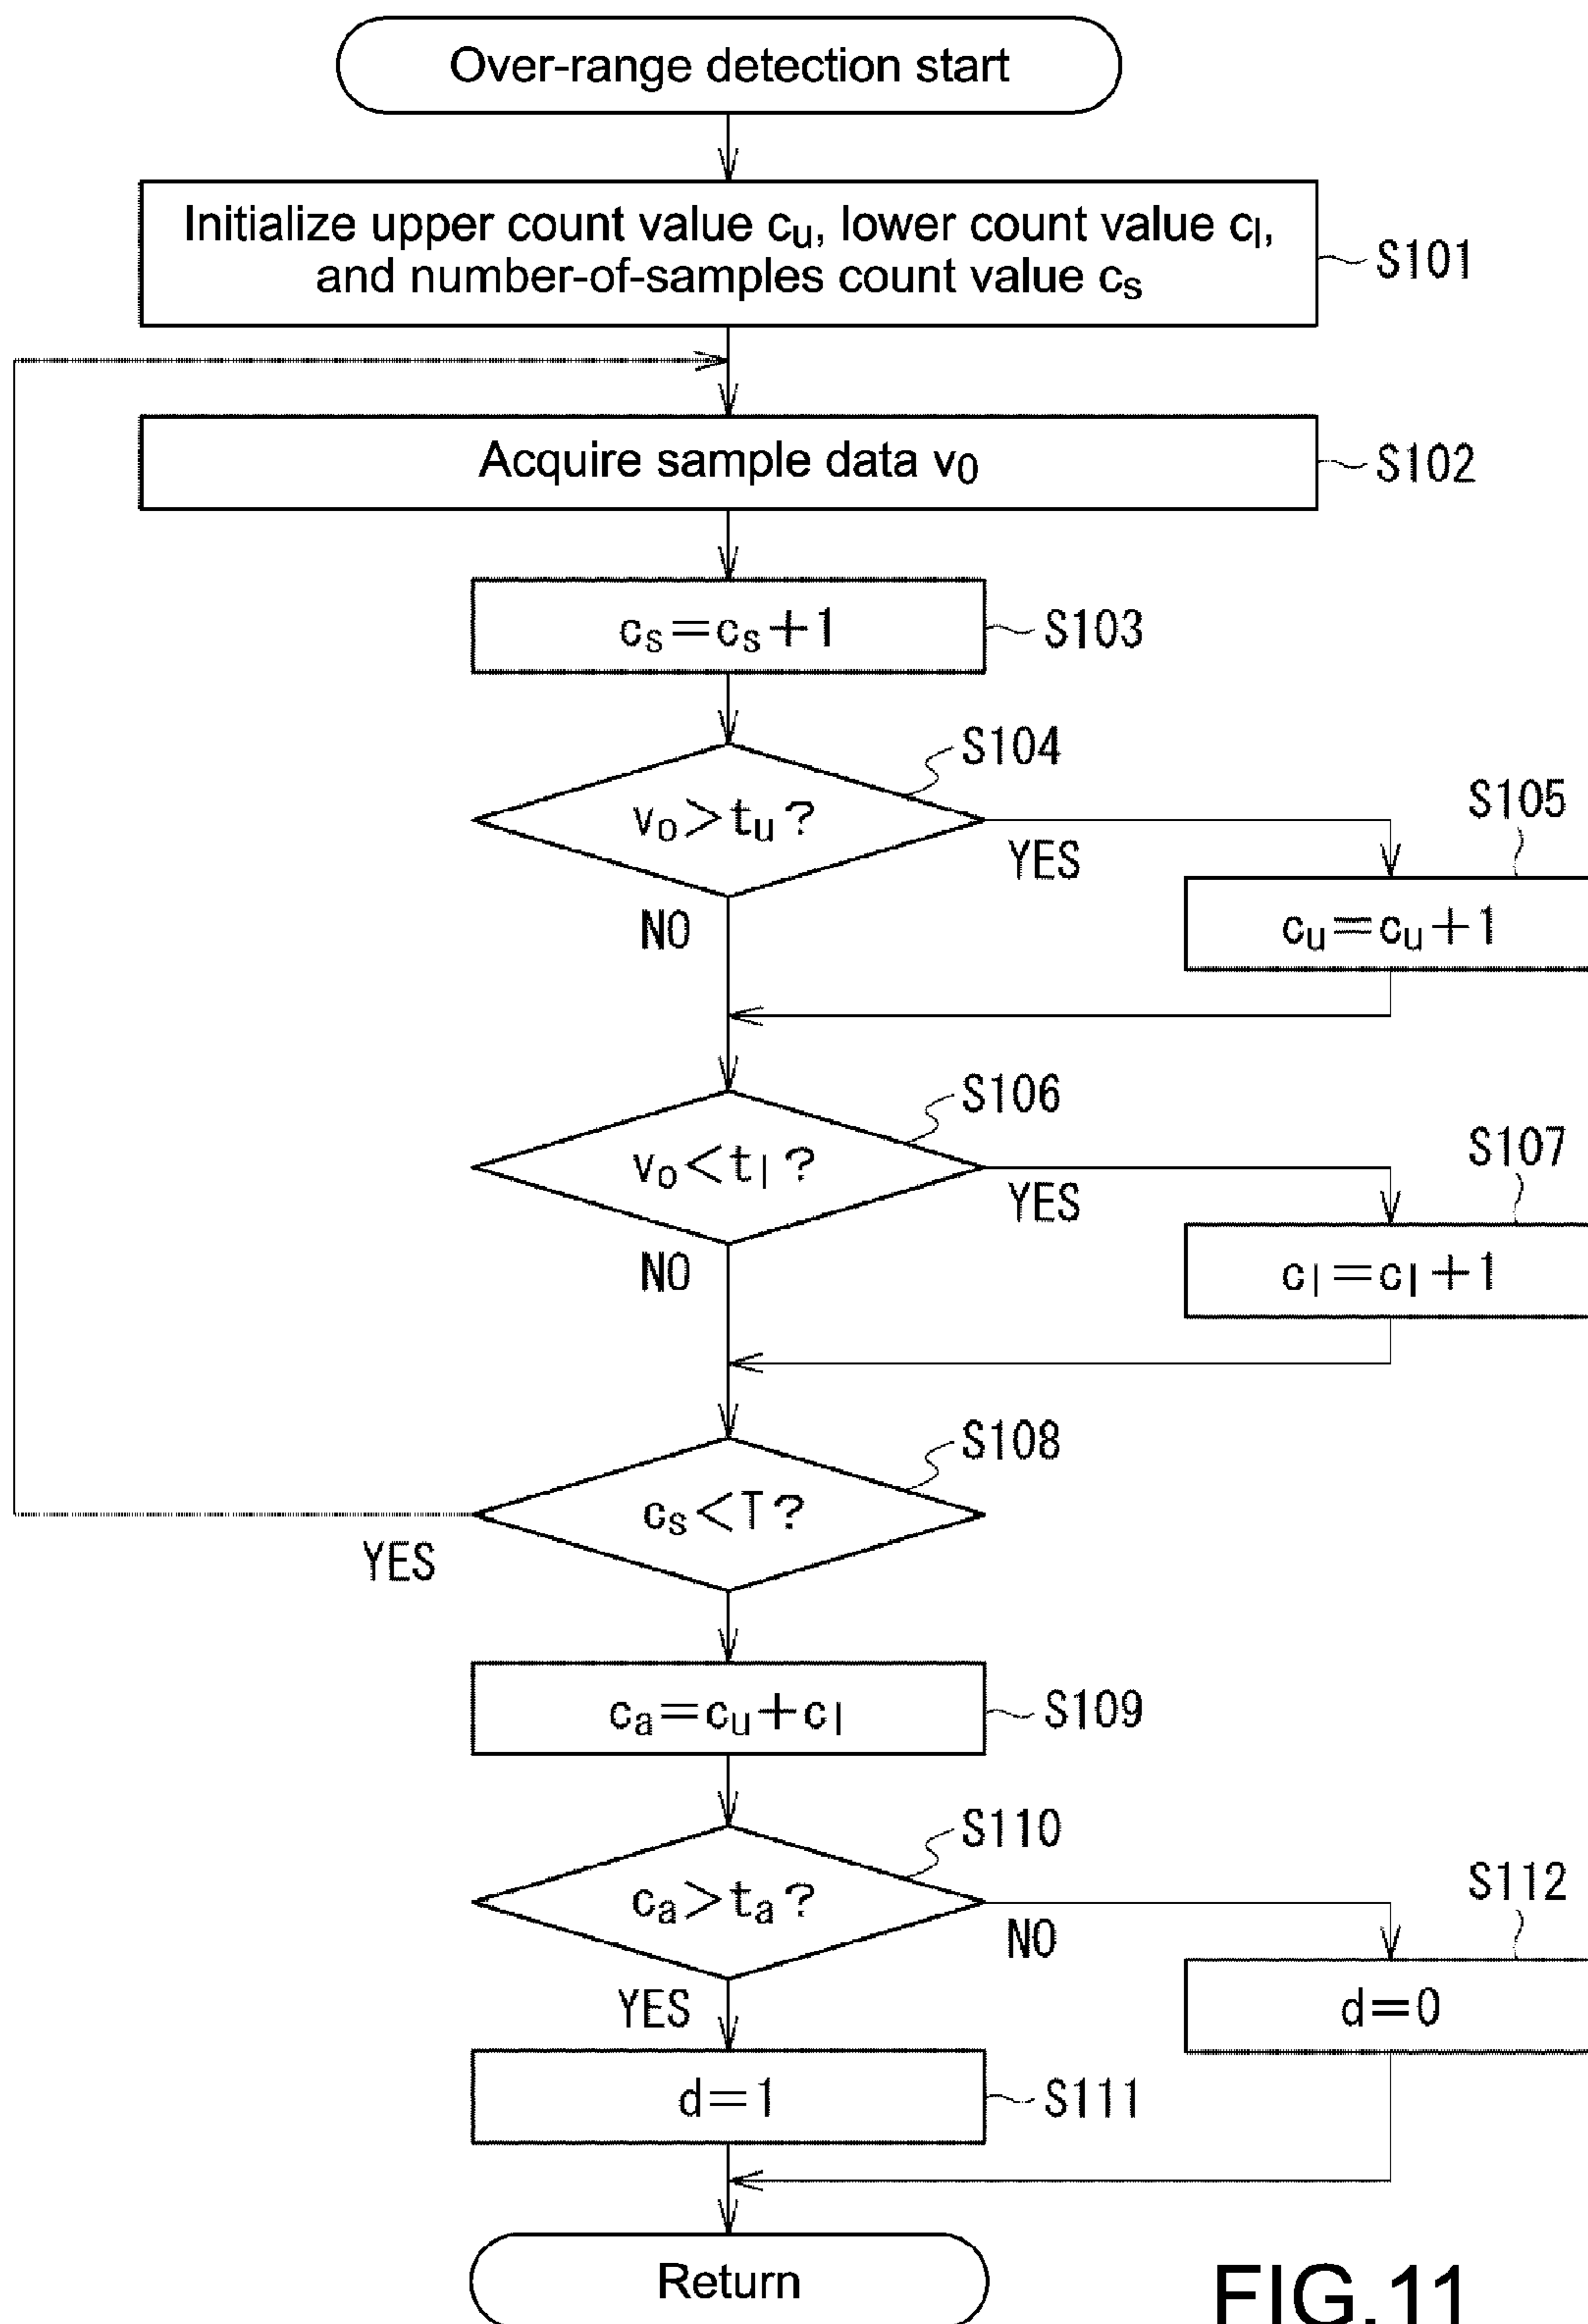 Over-range detection start
Initialize upper count value cu, lower count value cl,
and number-of-samples count value cs
S101
Acquire sample data v0
S102
cs=cs+1
S103
S104
v0>tu?
YES
NO
S105
cu=cu+1
S106
v0<tl?
YES
NO
S107
cl=cl+1
S108
cs<T?
YES
ca=cu+cl
S109
S110
ca>ta?
NO
YES
S112
d=0
d=1
S111
Return
FIG.11